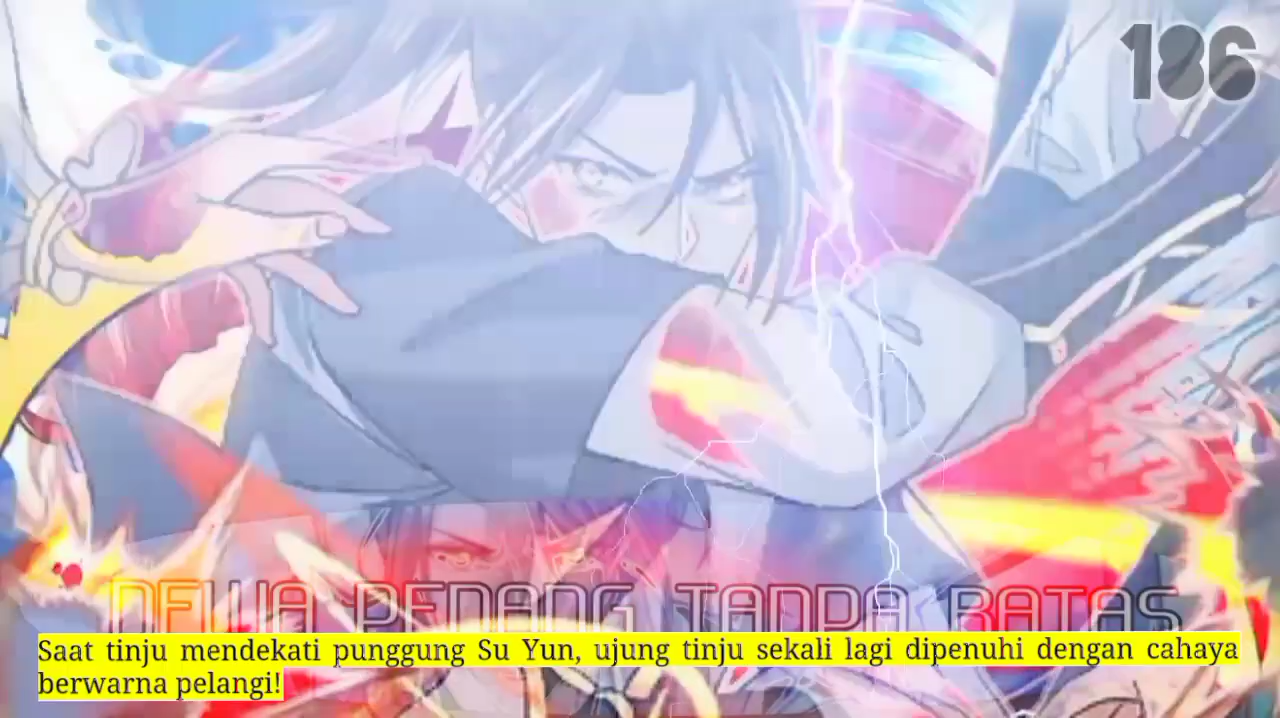 186
DEWA PEDANG TANPA BATAS
Saat tinju mendekati punggung Su Yun, ujung tinju sekali lagi dipenuhi dengan cahaya
berwarna pelangi!